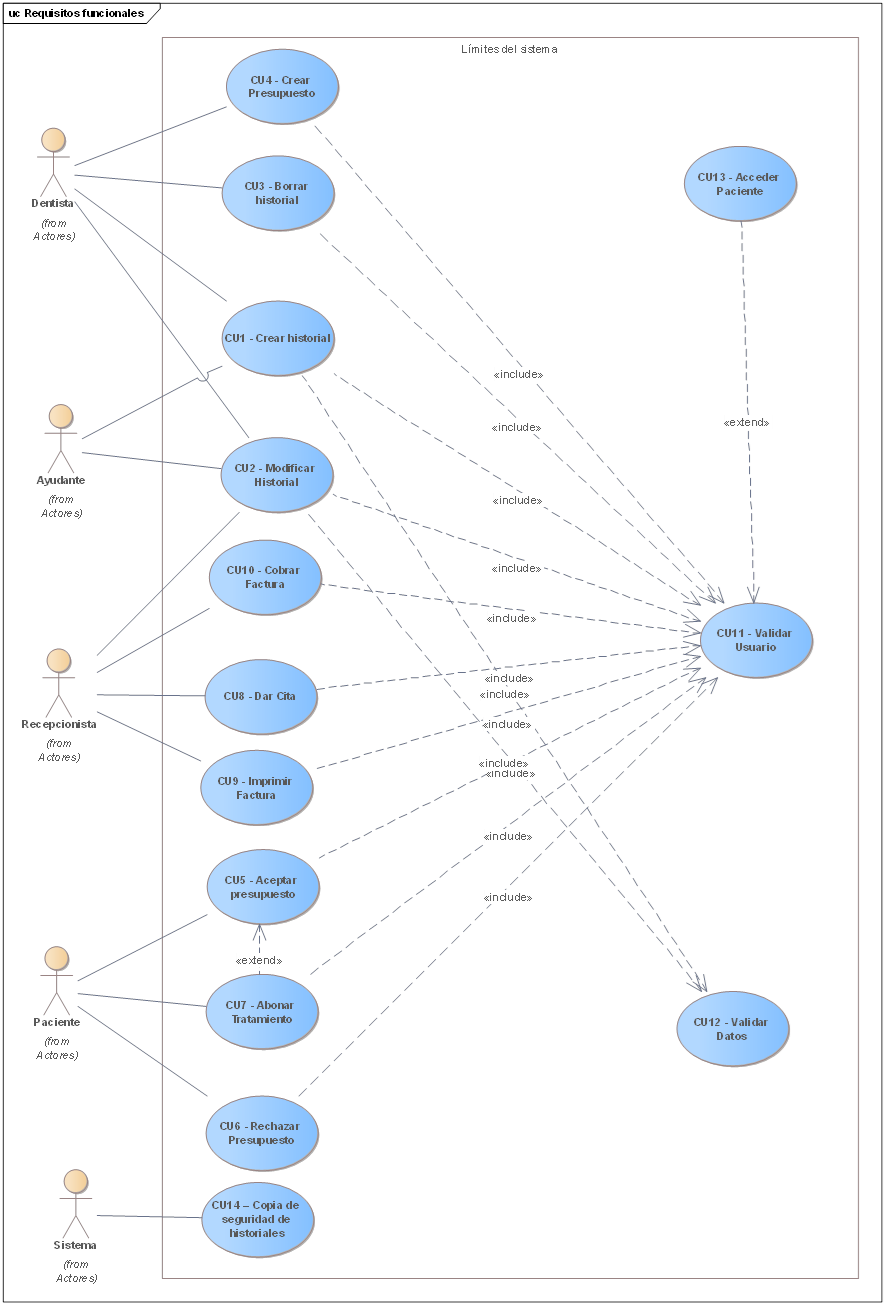 uc Requisitos funcionales
Límites del sistema
CU4 - Crear
Presupuesto
CU13 - Acceder
Paciente
CU3 - Borrar
historial
Dentista
(from
Actores)
CU1 - Crear historial
«include»
«extend»
«include»
Ayudante
(from
Actores)
CU2 - Modificar
Historial
«include»
«include»
CU10 - Cobrar
Factura
«include»
CU11 - Validar
Usuario
Recepcionista
(from
Actores)
CU8 - Dar Cita
«include»
«include»
«include»
CU9 - Imprimir
Factura
«include»
«include»
«include»
CU5 - Aceptar
presupuesto
«include»
«extend»
Paciente
(from
Actores)
CU7 - Abonar
Tratamiento
CU12 - Validar
Datos
CU6 - Rechazar
Presupuesto
CU14 – Copia de
seguridad de
historiales
Sistema
(from
Actores)